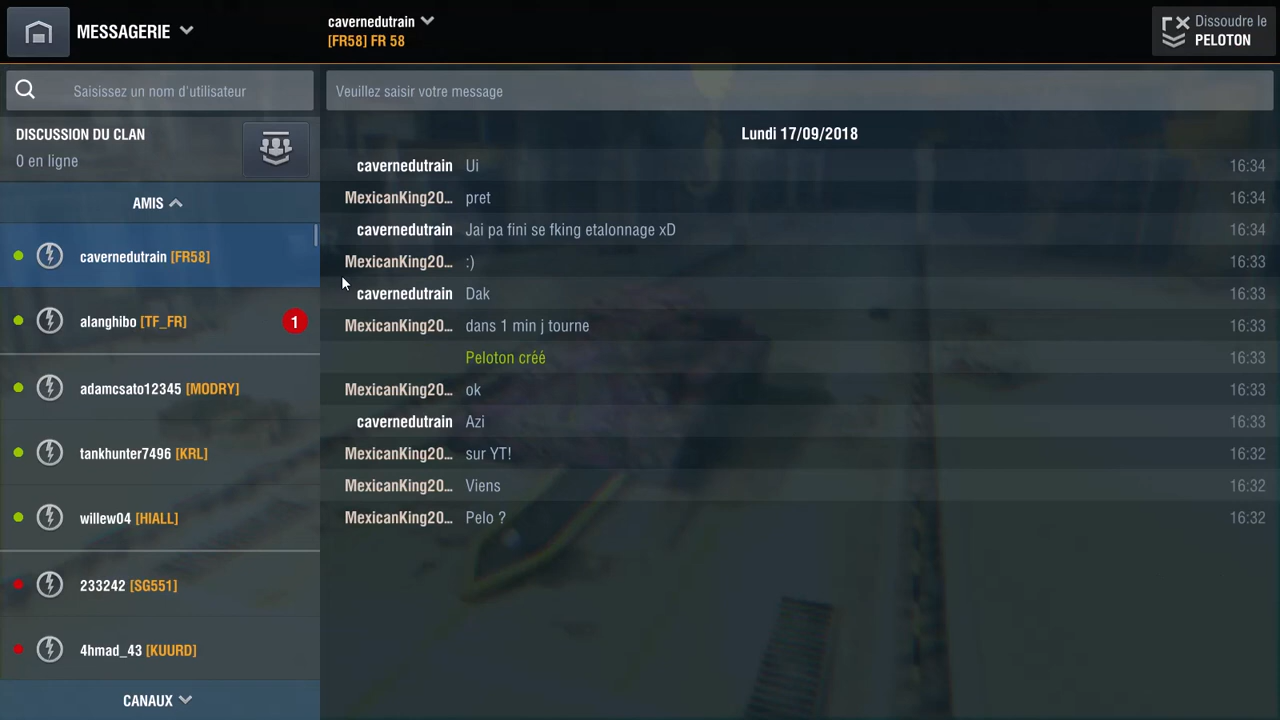 MESSAGERIE
cavernedutrain
[FR58] FR 58
Dissoudre le
PELOTON
Saisissez un nom d'utilisateur
DISCUSSION DU CLAN
0 en ligne
AMIS
cavernedutrain [FR58]
alanghibo [TF_FR] 1
adamcsato12345 [MODRY]
tankhunter7496 [KRL]
willew04 [HIALL]
233242 [SG551]
4hmad_43 [KUURD]
CANAUX
Veuillez saisir votre message
Lundi 17/09/2018
cavernedutrain Ui 16:34
MexicanKing20... pret 16:34
cavernedutrain Jai pa fini se fking etalonnage xD 16:34
MexicanKing20... :) 16:33
cavernedutrain Dak 16:33
MexicanKing20... dans 1 min j tourne 16:33
Peloton créé 16:33
MexicanKing20... ok 16:33
cavernedutrain Azi 16:33
MexicanKing20... sur YT! 16:32
MexicanKing20... Viens 16:32
MexicanKing20... Pelo ? 16:32